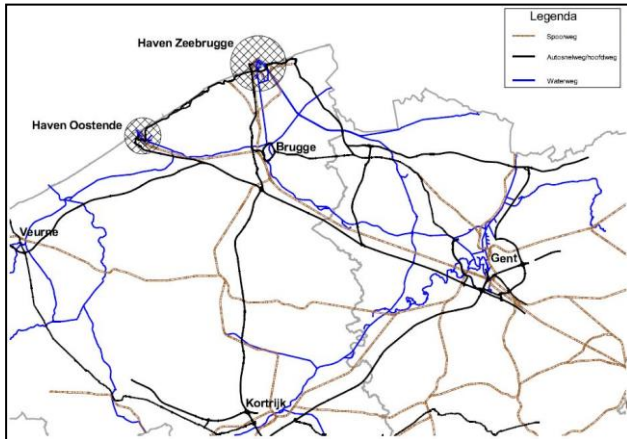 Legenda
Spoorweg
Autosnelweg/hoofdweg
Waterweg
Haven Zeebrugge
Haven Oostende
Brugge
Veurne
Gent
Kortrijk